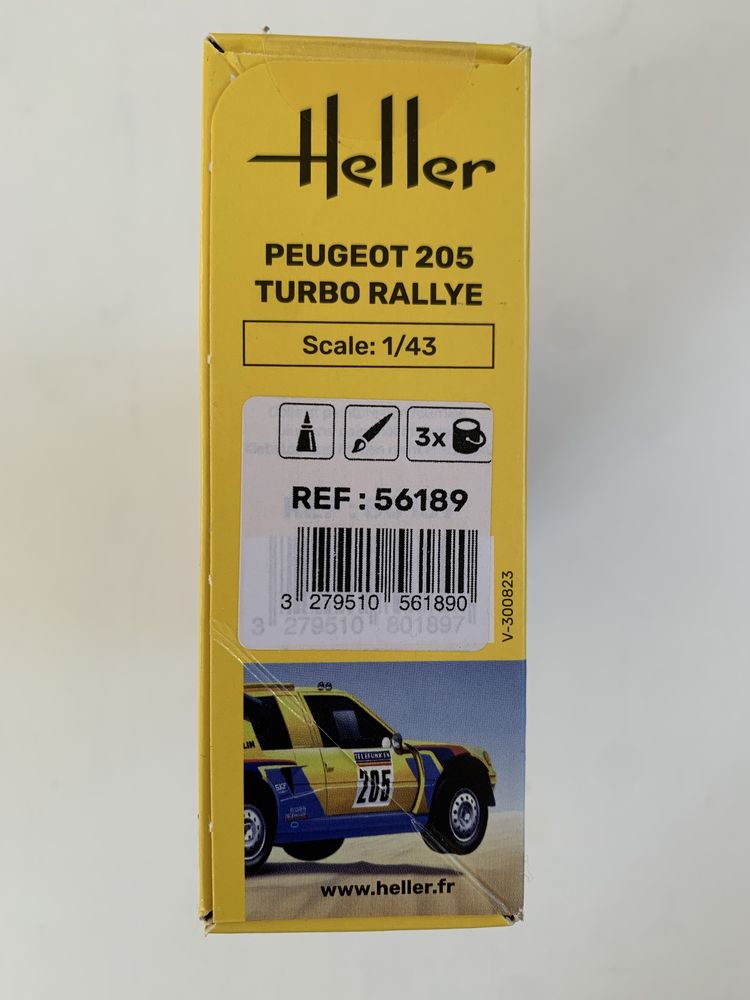 Heller
PEUGEOT 205
TURBO RALLYE
Scale: 1/43
3x
REF : 56189
3 279510 561890
3 279510 801897
V-300823
TELEFUNKEN
205
www.heller.fr